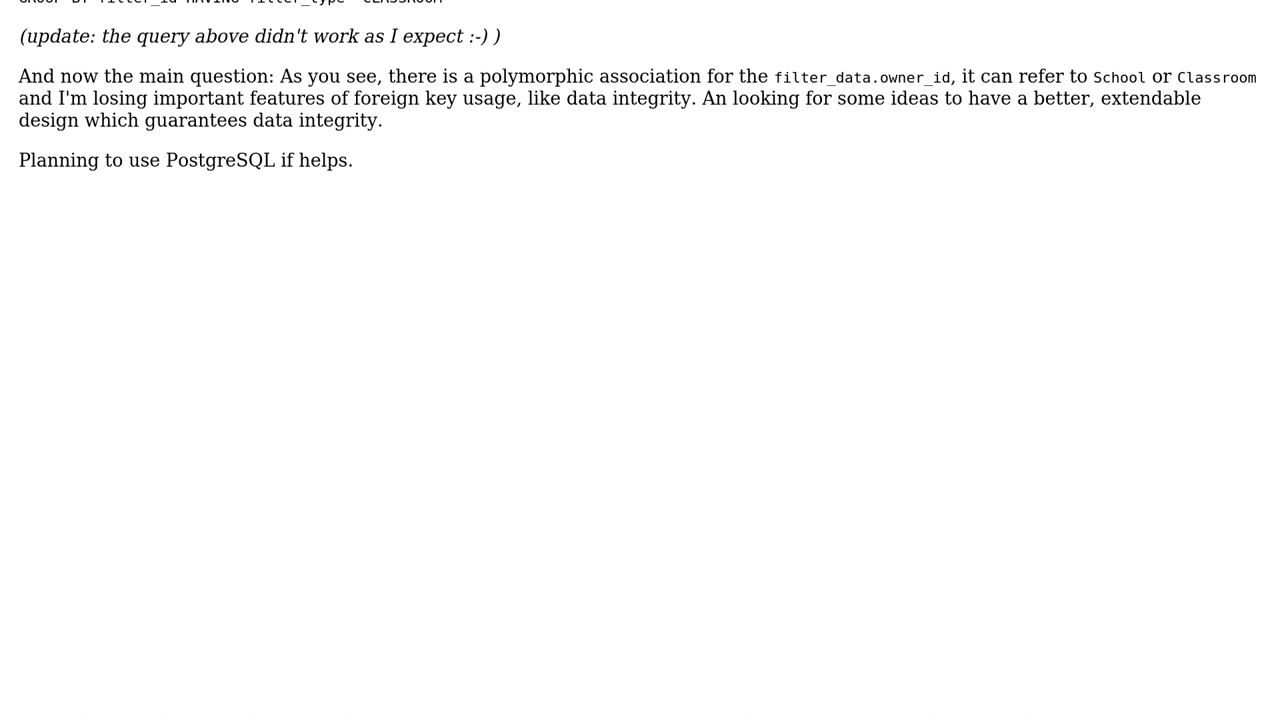 (update: the query above didn't work as I expect :-) )
And now the main question: As you see, there is a polymorphic association for the filter_data.owner_id, it can refer to School or Classroom
and I'm losing important features of foreign key usage, like data integrity. An looking for some ideas to have a better, extendable
design which guarantees data integrity.
Planning to use PostgreSQL if helps.